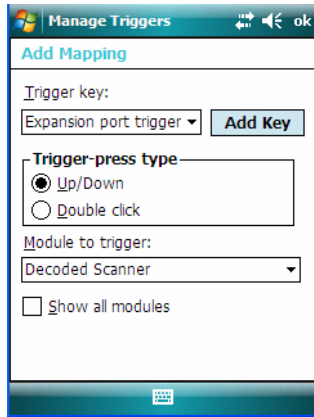 Manage Triggers ok
Add Mapping
Trigger key:
Expansion port trigger Add Key
Trigger-press type
Up/Down
Double click
Module to trigger:
Decoded Scanner
Show all modules